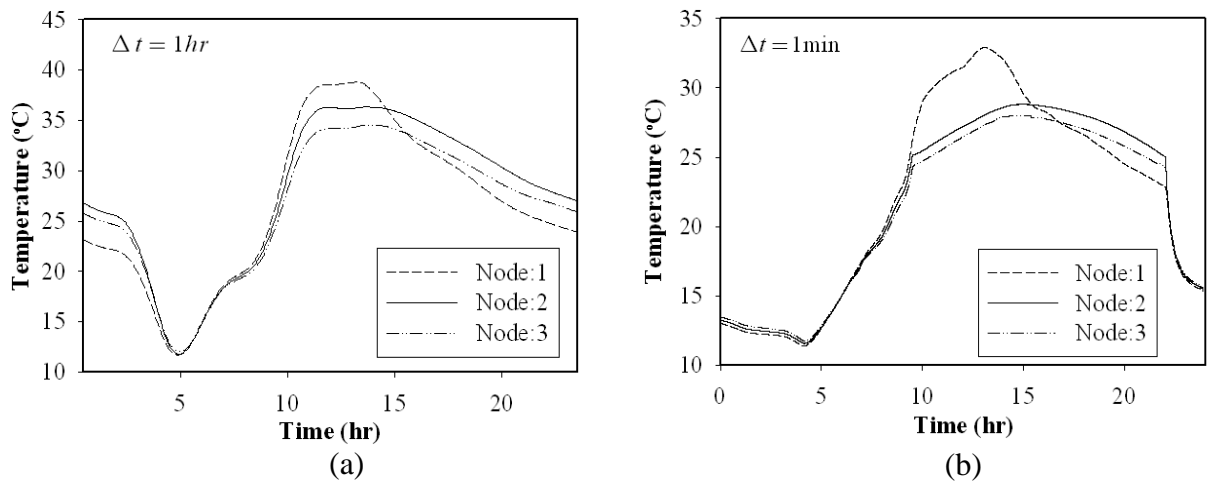 Δt = 1hr
Temperature (ºC)
45
40
35
30
25
20
15
10
5
10
15
20
Node:1
Node:2
Node:3
Time (hr)
(a)
Δt = 1min
Temperature (ºC)
35
30
25
20
15
10
0
5
10
15
20
Node:1
Node:2
Node:3
Time (hr)
(b)